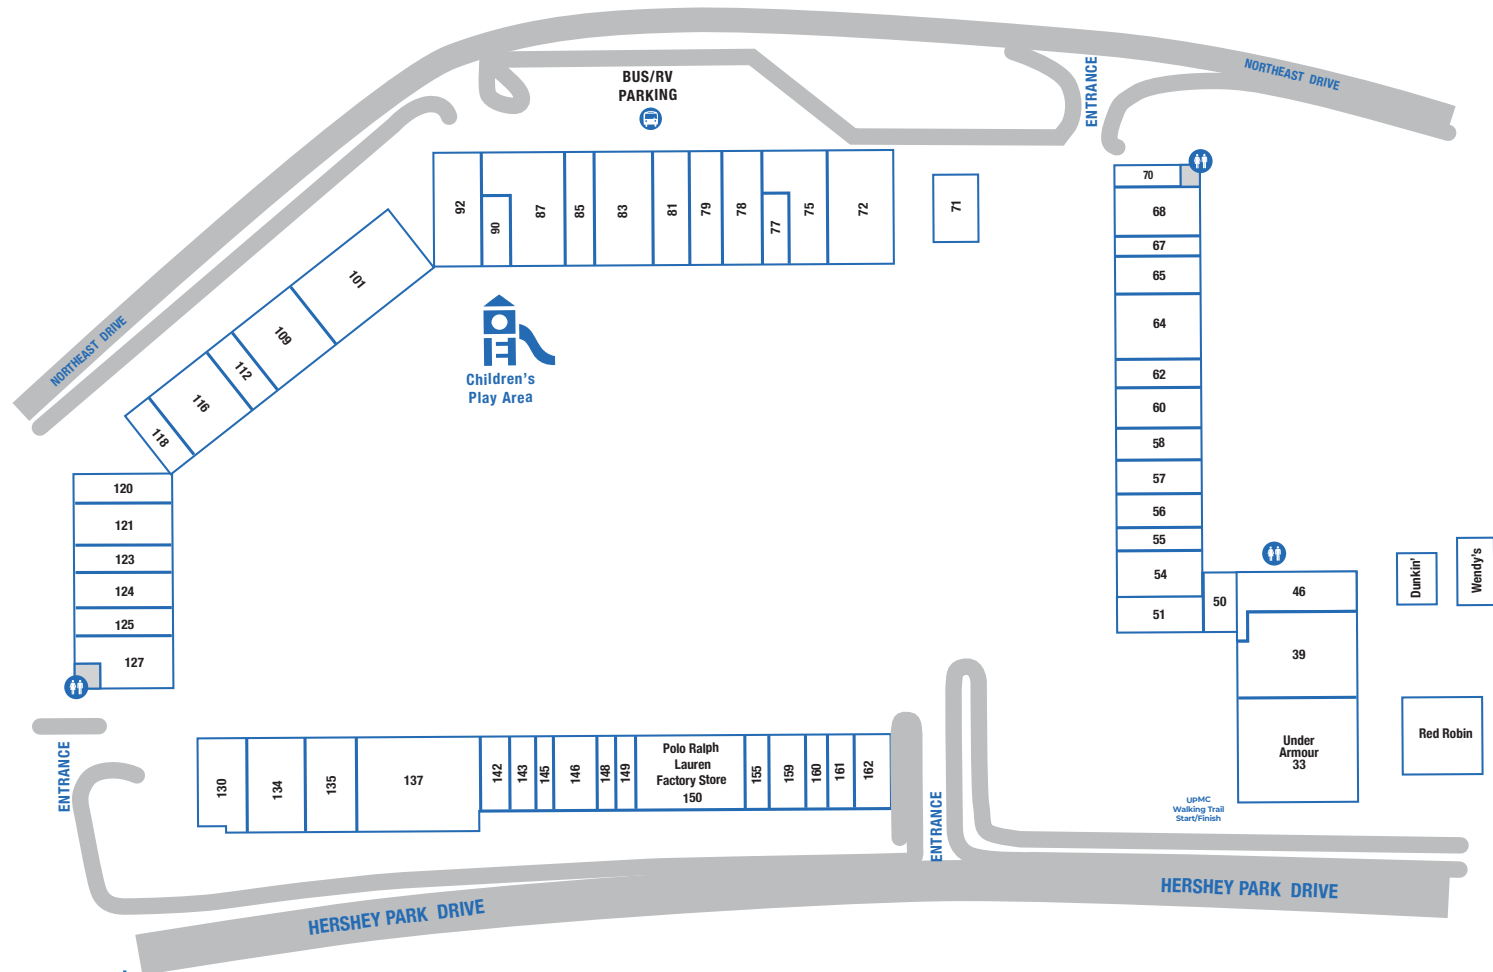 BUS/RV
PARKING
ENTRANCE
NORTHEAST DRIVE
NORTHEAST DRIVE
92
90
87
85
83
81
79
78
77
75
72
71
70
68
67
65
64
62
60
58
57
56
55
54
51
50
46
39
Under
Armour
33
Dunkin'
Wendy's
Red Robin
101
109
112
116
118
Children's
Play Area
120
121
123
124
125
127
ENTRANCE
130
134
135
137
142
143
145
146
148
149
Polo Ralph
Lauren
Factory Store
150
155
159
160
161
162
ENTRANCE
UPMC
Walking Trail
Start/Finish
HERSHEY PARK DRIVE
HERSHEY PARK DRIVE